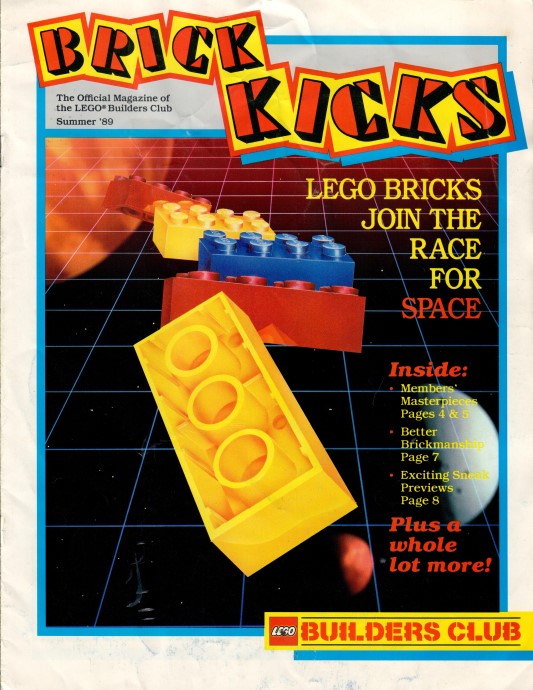 BRICK
KICKS
The Official Magazine of
the LEGO® Builders Club
Summer '89
LEGO BRICKS
JOIN THE
RACE
FOR
SPACE
Inside:
• Members'
Masterpieces
Pages 4 & 5
• Better
Brickmanship
Page 7
• Exciting Sneak
Previews
Page 8
Plus a
whole
lot more!
LEGO BUILDERS CLUB